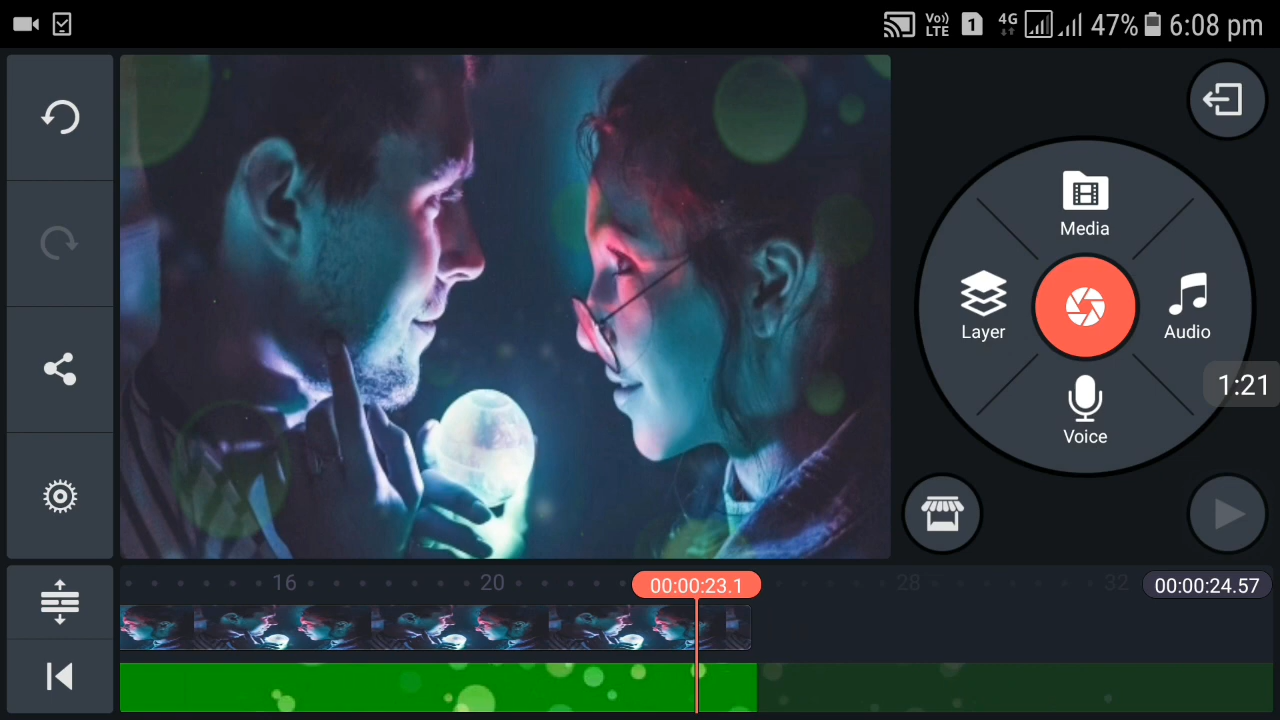 Vo)) LTE 1 4G 47% 6:08 pm
Media
Layer
Audio
1:21
Voice
16 20 00:00:23.1 28 32 00:00:24.57